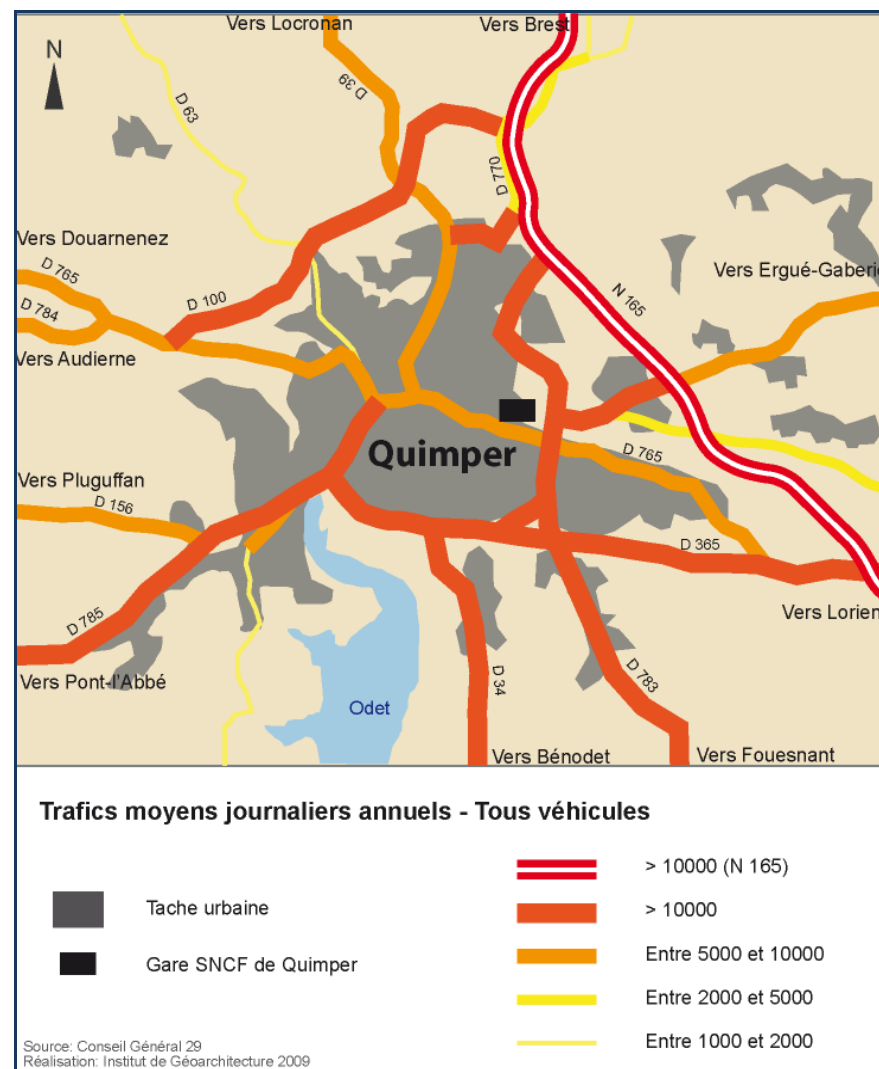 Vers Locronan
Vers Brest
N
D 39
D 63
D 770
Vers Douarnenez
D 765
D 100
N 165
Vers Ergué-Gaberic
D 784
Vers Audierne
Quimper
D 765
Vers Pluguffan
D 156
D 365
D 785
Vers Lorien
Vers Pont-l'Abbé
D 34
D 783
Odet
Vers Bénodet
Vers Fouesnant
Trafics moyens journaliers annuels - Tous véhicules
> 10000 (N 165)
Tache urbaine
> 10000
Gare SNCF de Quimper
Entre 5000 et 10000
Entre 2000 et 5000
Entre 1000 et 2000
Source: Conseil Général 29
Réalisation: Institut de Géoarchitecture 2009